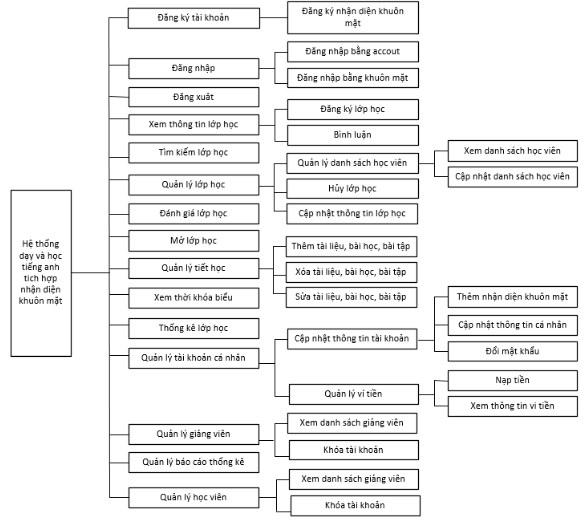 Đăng ký tài khoản
Đăng ký nhận diện khuôn
mặt
Đăng nhập
Đăng nhập bằng accout
Đăng nhập bằng khuôn mặt
Đăng xuất
Xem thông tin lớp học
Đăng ký lớp học
Bình luận
Tìm kiếm lớp học
Quản lý lớp học
Quản lý danh sách học viên
Xem danh sách học viên
Cập nhật danh sách học viên
Hủy lớp học
Cập nhật thông tin lớp học
Đánh giá lớp học
Mở lớp học
Hệ thống
dạy và học
tiếng anh
tích hợp
nhận diện
khuôn mặt
Quản lý tiết học
Thêm tài liệu, bài học, bài tập
Xóa tài liệu, bài học, bài tập
Sửa tài liệu, bài học, bài tập
Xem thời khóa biểu
Thống kê lớp học
Quản lý tài khoản cá nhân
Cập nhật thông tin tài khoản
Thêm nhận diện khuôn mặt
Cập nhật thông tin cá nhân
Đổi mật khẩu
Quản lý ví tiền
Nạp tiền
Xem thông tin ví tiền
Quản lý giảng viên
Xem danh sách giảng viên
Khóa tài khoản
Quản lý báo cáo thống kê
Quản lý học viên
Xem danh sách giảng viên
Khóa tài khoản